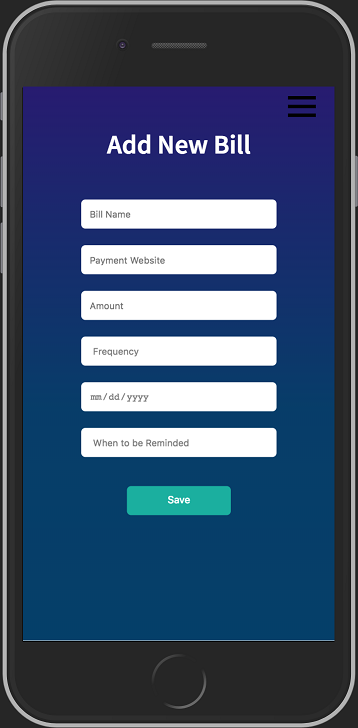 Add New Bill
Bill Name
Payment Website
Amount
Frequency
mm/dd/yyyy
When to be Reminded
Save